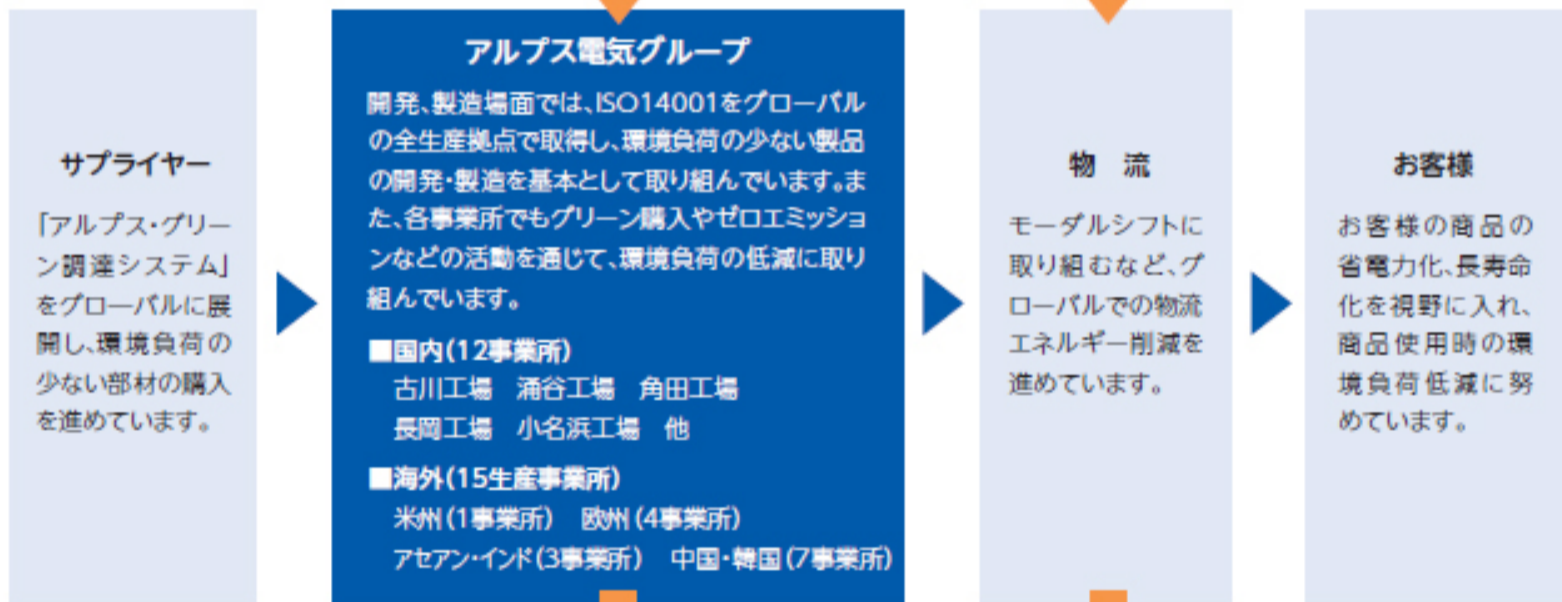 サプライヤー
「アルプス・グリー
ン調達システム」
をグローバルに展
開し、環境負荷の
少ない部材の購入
を進めています。
アルプス電気グループ
開発、製造場面では、ISO14001をグローバル
の全生産拠点で取得し、環境負荷の少ない製品
の開発・製造を基本として取り組んでいます。ま
た、各事業所でもグリーン購入やゼロエミッショ
ンなどの活動を通じて、環境負荷の低減に取り
組んでいます。
■国内(12事業所)
古川工場 涌谷工場 角田工場
長岡工場 小名浜工場 他
■海外(15生産事業所)
米州(1事業所) 欧州(4事業所)
アセアン・インド(3事業所) 中国・韓国(7事業所)
物 流
モーダルシフトに
取り組むなど、グ
ローバルでの物流
エネルギー削減を
進めています。
お客様
お客様の商品の
省電力化、長寿命
化を視野に入れ、
商品使用時の環
境負荷低減に努
めています。